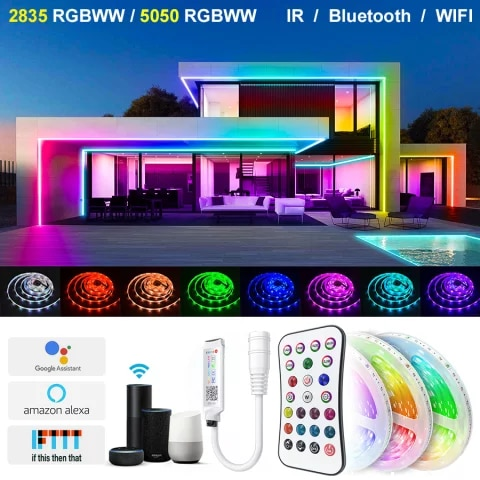 2835 RGBWW / 5050 RGBWW
IR / Bluetooth / WIFI
Google Assistant
amazon alexa
IFTTT
if this then that
W